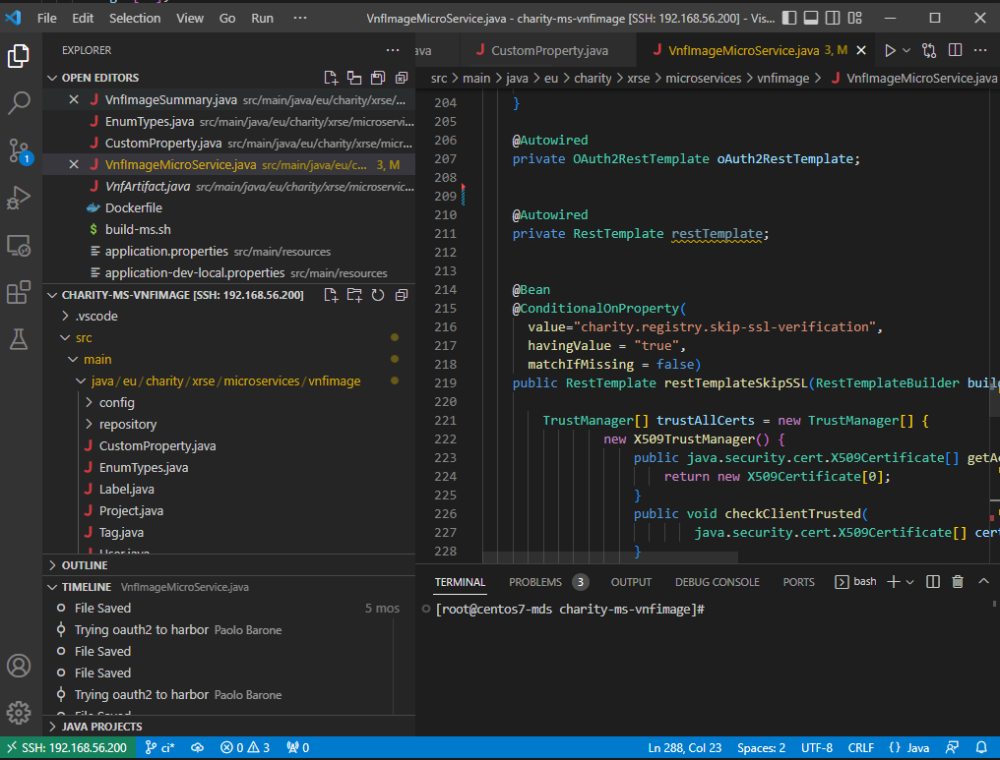 File Edit Selection View Go Run ··· VnfImageMicroService.java - charity-ms-vnfimage [SSH: 192.168.56.200] - Vis...
EXPLORER ···
OPEN EDITORS
VnfImageSummary.java src/main/java/eu/charity/xrse/...
EnumTypes.java src/main/java/eu/charity/xrse/microservi...
CustomProperty.java src/main/java/eu/charity/xrse/micr...
VnfImageMicroService.java src/main/java/eu/c... 3, M
VnfArtifact.java src/main/java/eu/charity/xrse/microservic...
Dockerfile
$ build-ms.sh
application.properties src/main/resources
application-dev-local.properties src/main/resources
CHARITY-MS-VNFIMAGE [SSH: 192.168.56.200]
.vscode
src
main
java/eu/charity/xrse/microservices/vnfimage
config
repository
J CustomProperty.java
J EnumTypes.java
J Label.java
J Project.java
J Tag.java
J User.java
OUTLINE
TIMELINE VnfImageMicroService.java
File Saved 5 mos
Trying oauth2 to harbor Paolo Barone
File Saved
File Saved
Trying oauth2 to harbor Paolo Barone
File Saved
JAVA PROJECTS
ava J CustomProperty.java J VnfImageMicroService.java 3, M
src > main > java > eu > charity > xrse > microservices > vnfimage > J VnfImageMicroService.java
204 }
205
206 @Autowired
207 private OAuth2RestTemplate oAuth2RestTemplate;
208
209
210 @Autowired
211 private RestTemplate restTemplate;
212
213
214 @Bean
215 @ConditionalOnProperty(
216 value="charity.registry.skip-ssl-verification",
217 havingValue = "true",
218 matchIfMissing = false)
219 public RestTemplate restTemplateSkipSSL(RestTemplateBuilder buil
220
221 TrustManager[] trustAllCerts = new TrustManager[] {
222 new X509TrustManager() {
223 public java.security.cert.X509Certificate[] getA
224 return new X509Certificate[0];
225 }
226 public void checkClientTrusted(
227 java.security.cert.X509Certificate[] cert
228 }
TERMINAL PROBLEMS 3 OUTPUT DEBUG CONSOLE PORTS bash
[root@centos7-mds charity-ms-vnfimage]#
1
SSH: 192.168.56.200 ci* 0 3 0 Ln 288, Col 23 Spaces: 2 UTF-8 CRLF {} Java